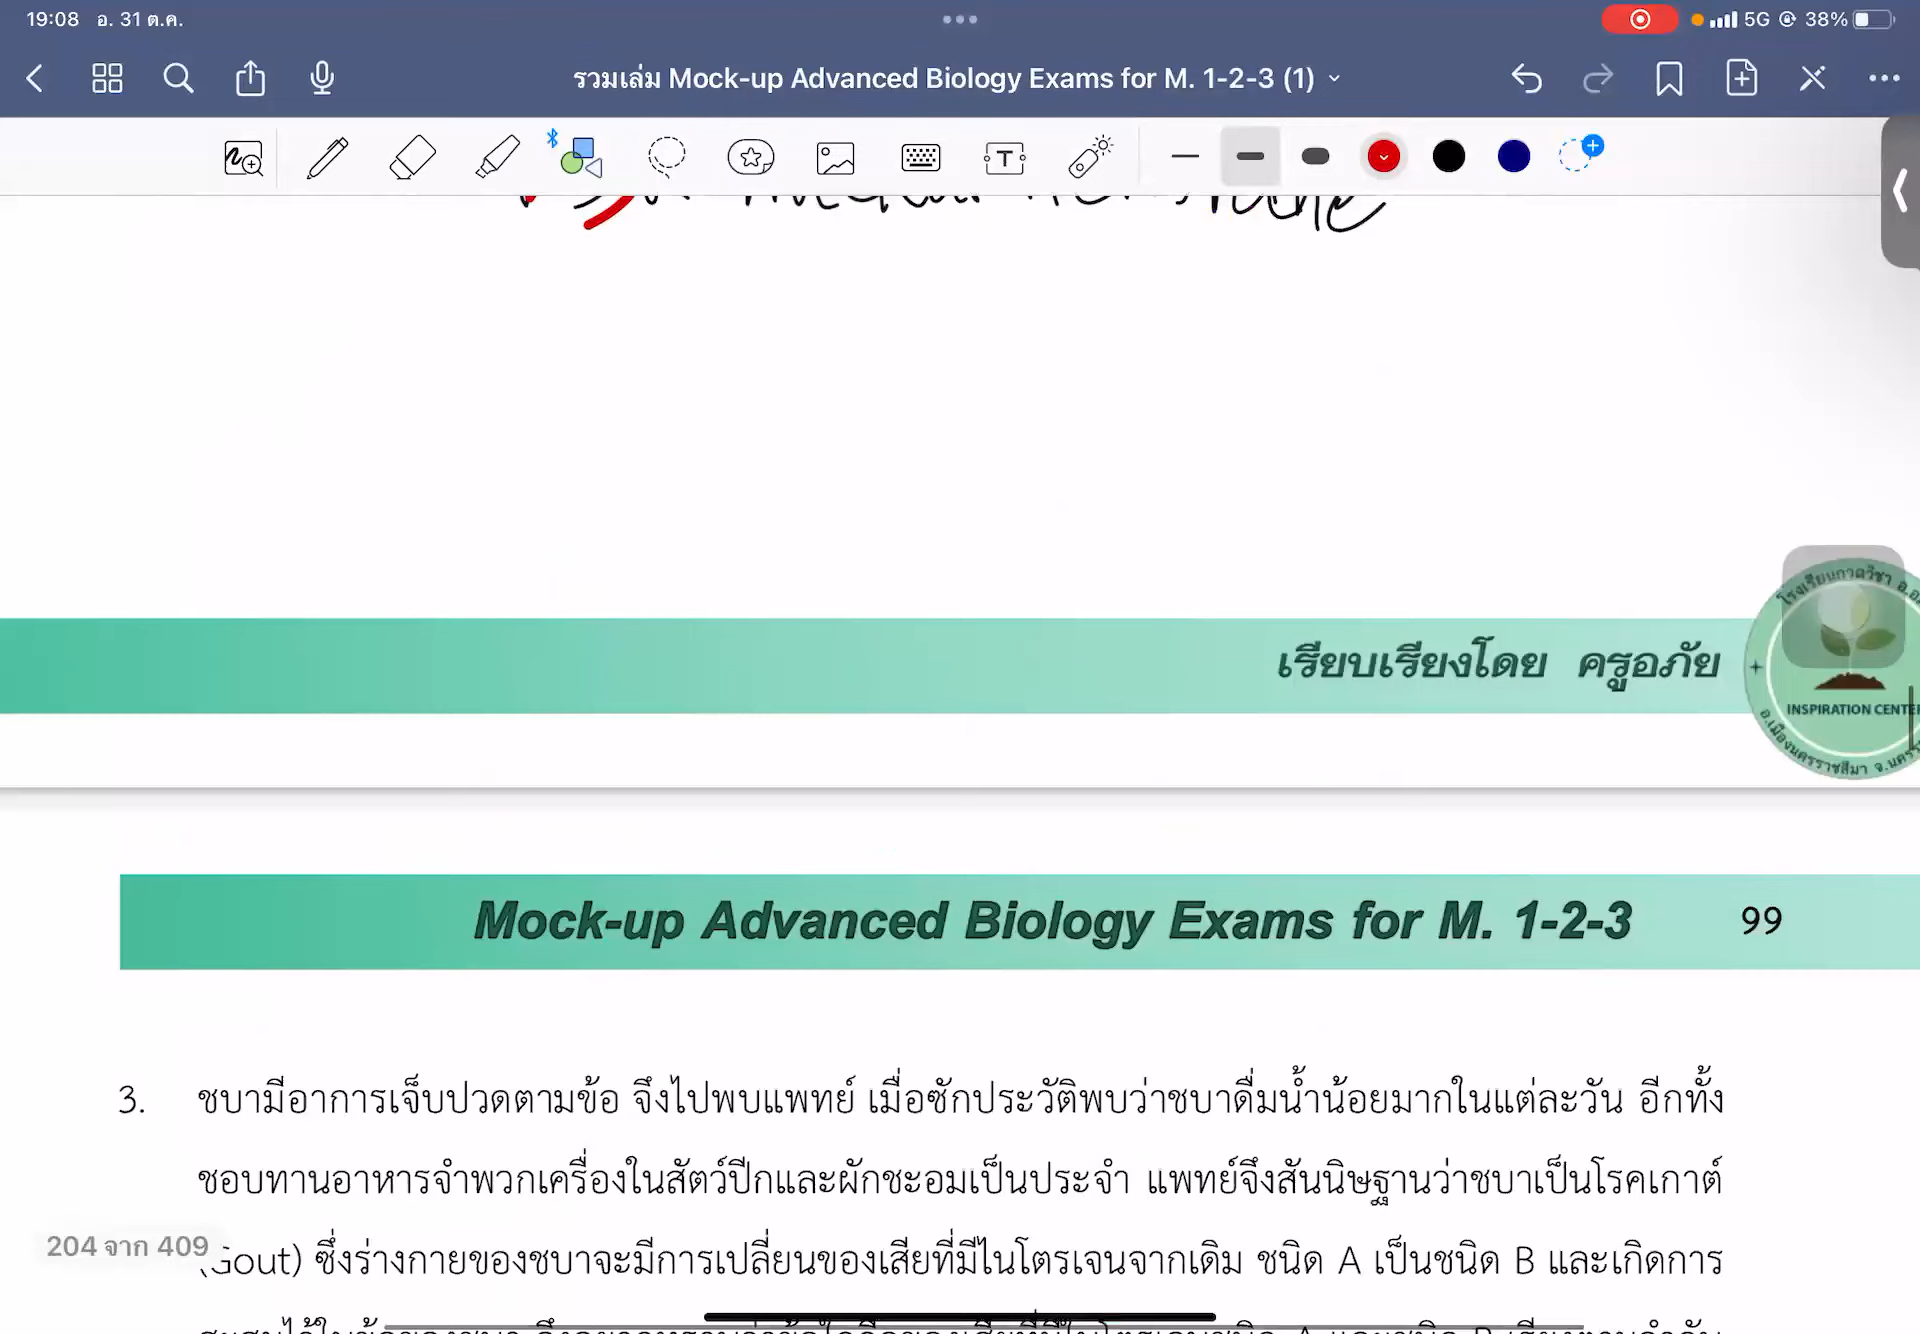 19:08 อ. 31 ต.ค.
5G 38%
รวมเล่ม Mock-up Advanced Biology Exams for M. 1-2-3 (1)
T
เรียบเรียงโดย ครูอภัย
INSPIRATION CENTE
Mock-up Advanced Biology Exams for M. 1-2-3 99
3. ชบามีอาการเจ็บปวดตามข้อ จึงไปพบแพทย์ เมื่อซักประวัติพบว่าชบาดื่มน้ำน้อยมากในแต่ละวัน อีกทั้ง
ชอบทานอาหารจำพวกเครื่องในสัตว์ปีกและผักชะอมเป็นประจำ แพทย์จึงสันนิษฐานว่าชบาเป็นโรคเกาต์
204 จาก 409
(Gout) ซึ่งร่างกายของชบาจะมีการเปลี่ยนของเสียที่มีไนโตรเจนจากเดิม ชนิด A เป็นชนิด B และเกิดการ